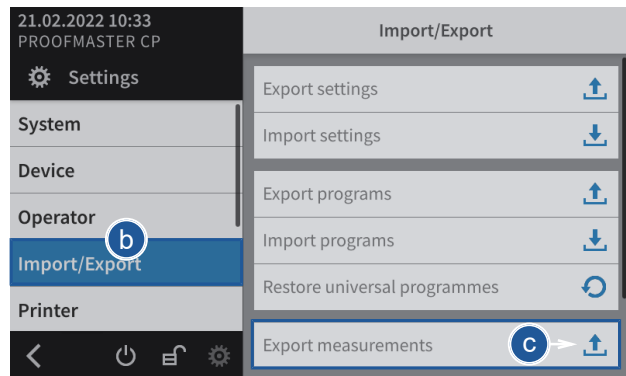 21.02.2022 10:33
PROOFMASTER CP
Settings
System
Device
Operator
b
Import/Export
Printer
Import/Export
Export settings
Import settings
Export programs
Import programs
Restore universal programmes
Export measurements
c